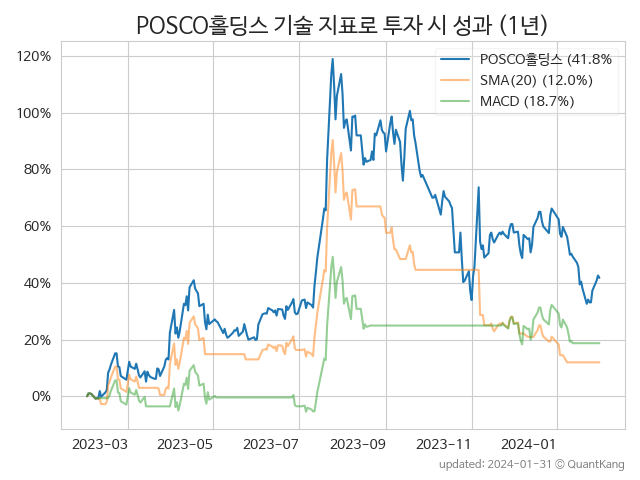 POSCO홀딩스 기술 지표로 투자 시 성과 (1년)
POSCO홀딩스 (41.8%
SMA(20) (12.0%)
MACD (18.7%)
120%
100%
80%
60%
40%
20%
0%
2023-03 2023-05 2023-07 2023-09 2023-11 2024-01
updated: 2024-01-31 © QuantKang